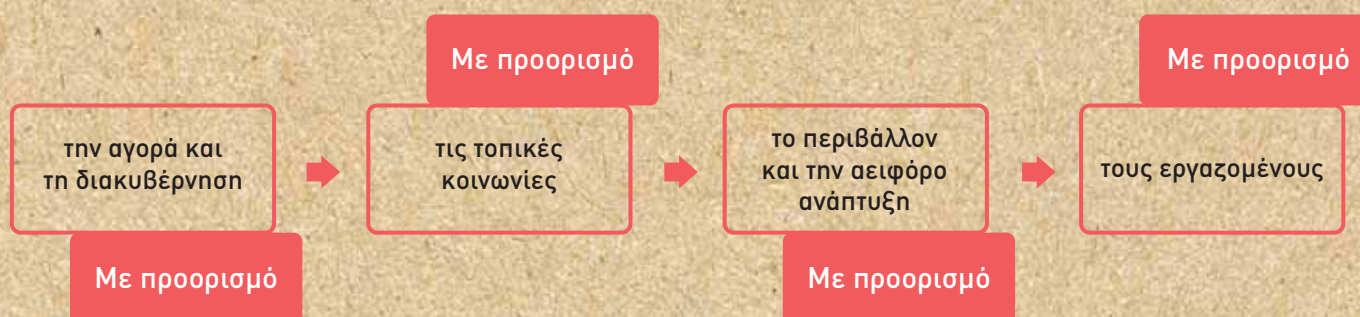 Με προορισμό
την αγορά και
τη διακυβέρνηση
Με προορισμό
τις τοπικές
κοινωνίες
Με προορισμό
το περιβάλλον
και την αειφόρο
ανάπτυξη
Με προορισμό
τους εργαζομένους